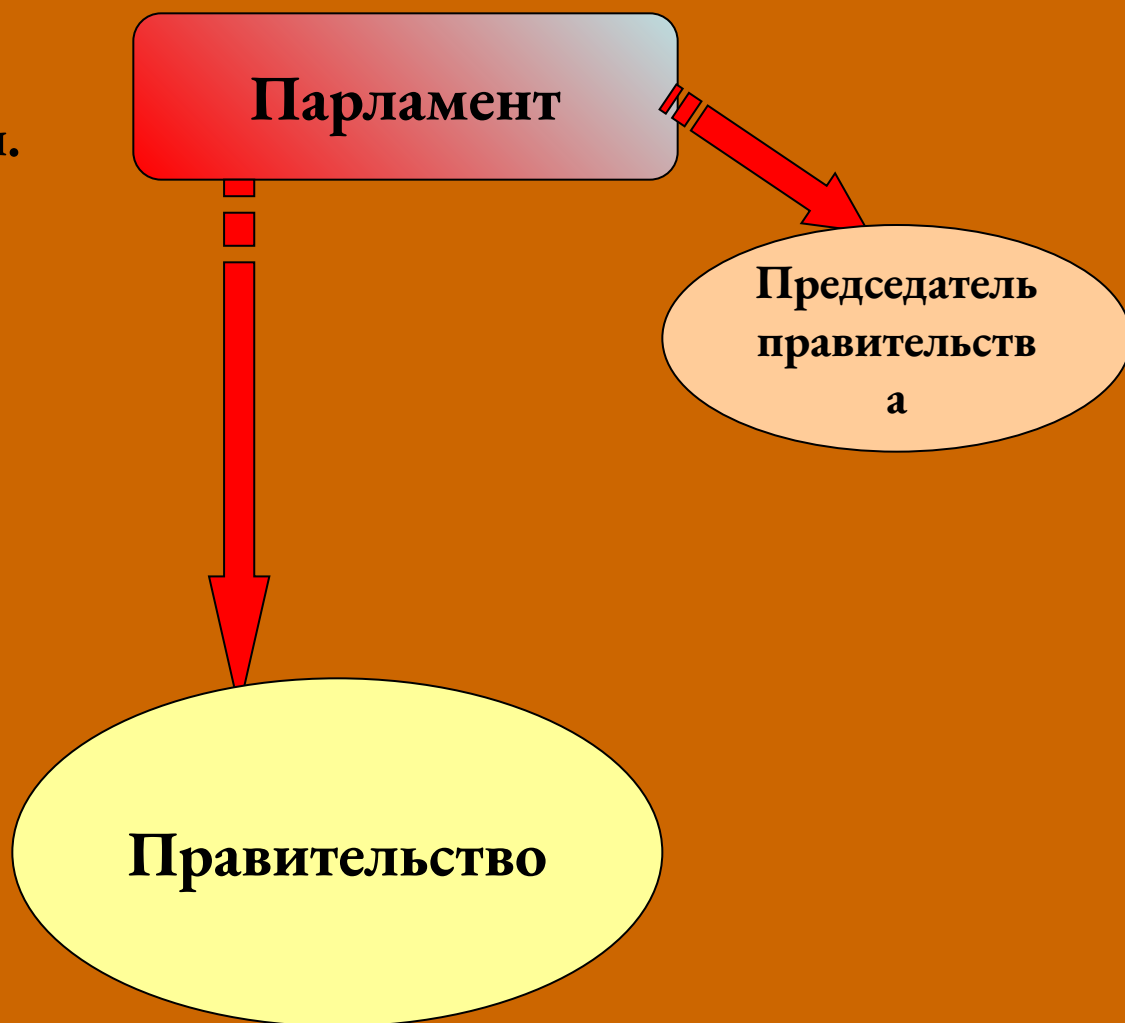 Парламент
Председатель
правительств
а
Правительство